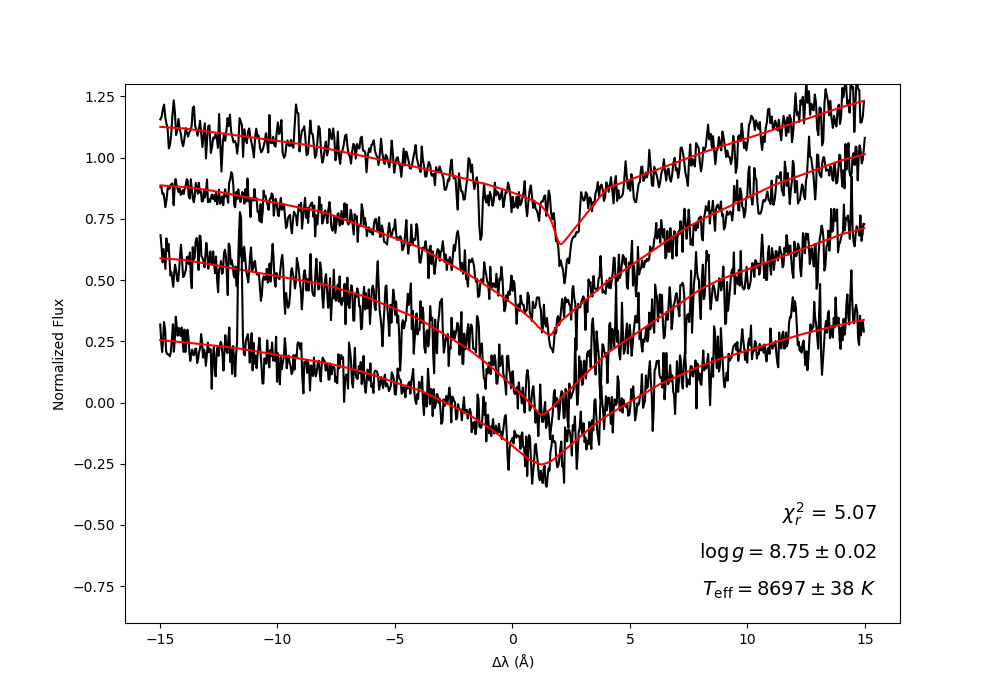 1.25
1.00
0.75
0.50
0.25
0.00
−0.25
−0.50
−0.75
Normalized Flux
χ²ᵣ = 5.07
log g = 8.75 ± 0.02
T_eff = 8697 ± 38 K
−15 −10 −5 0 5 10 15
Δλ (Å)